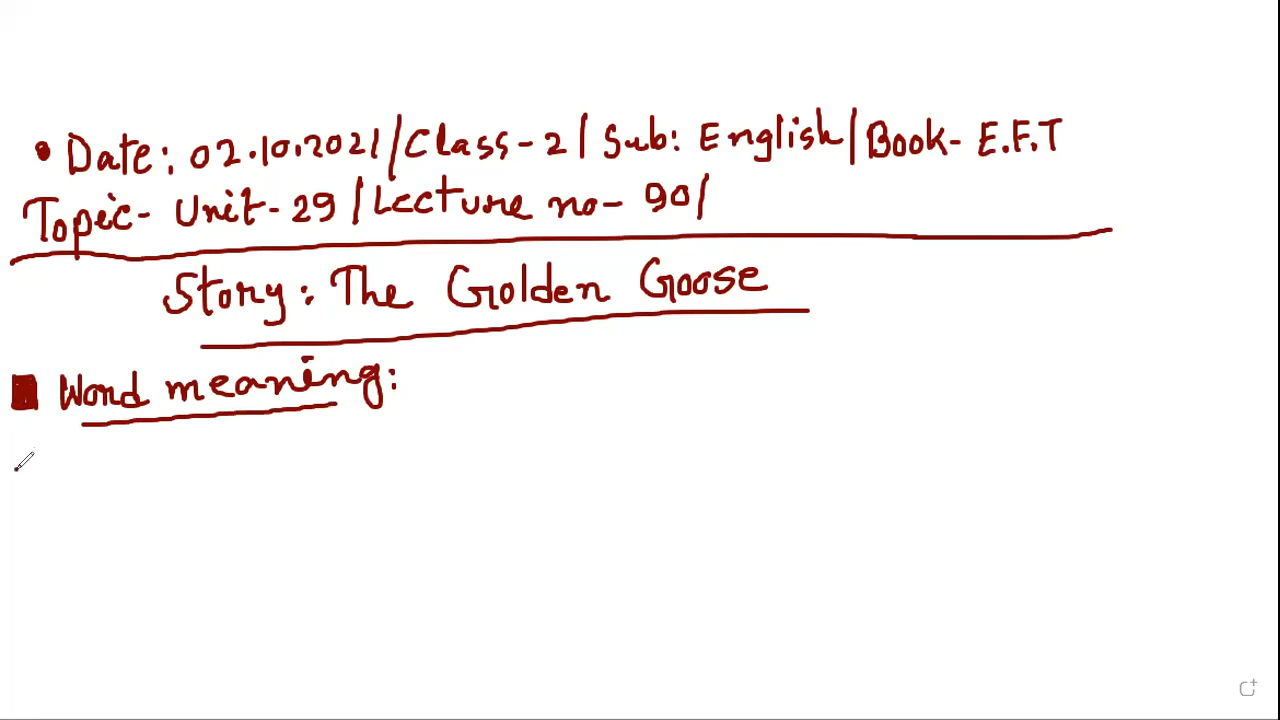 • Date: 02.10.2021/Class-2/Sub: English/Book- E.F.T
Topic- Unit-29/Lecture no- 90/
Story: The Golden Goose
Word meaning: